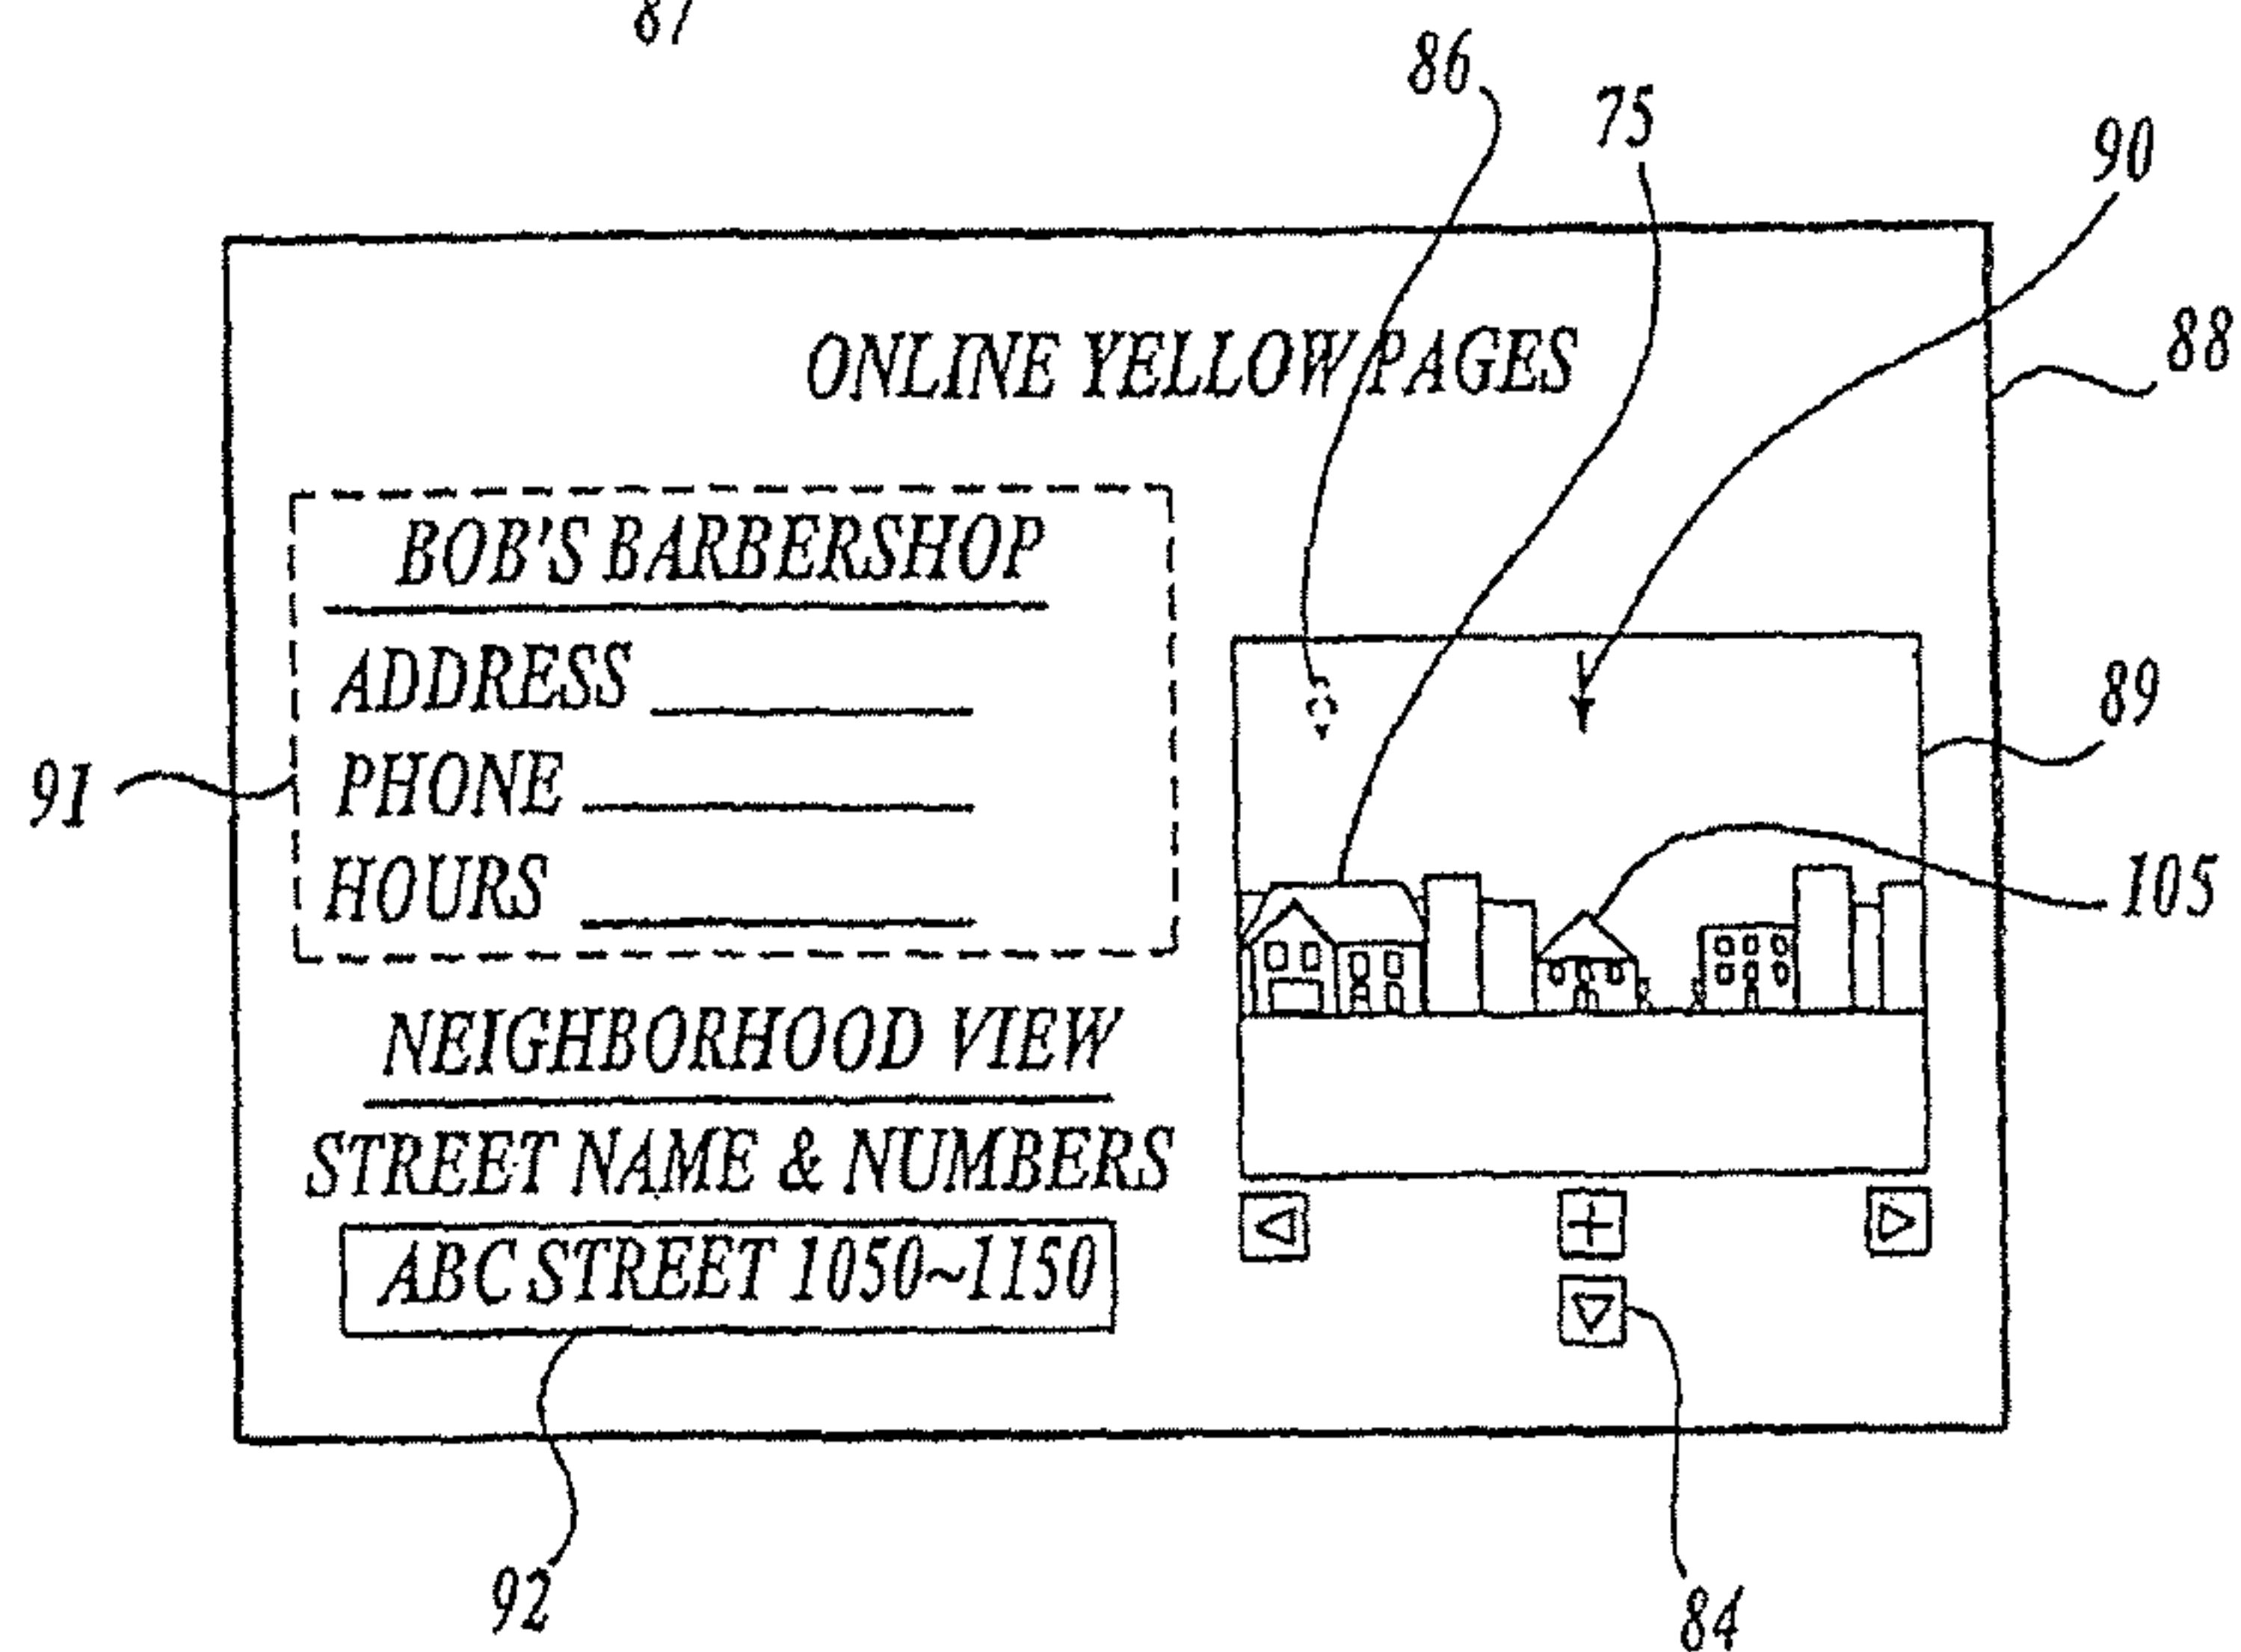 87
86
75
90
88
ONLINE YELLOW PAGES
BOB'S BARBERSHOP
ADDRESS
PHONE
HOURS
89
91
105
NEIGHBORHOOD VIEW
STREET NAME & NUMBERS
ABC STREET 1050~1150
92
84